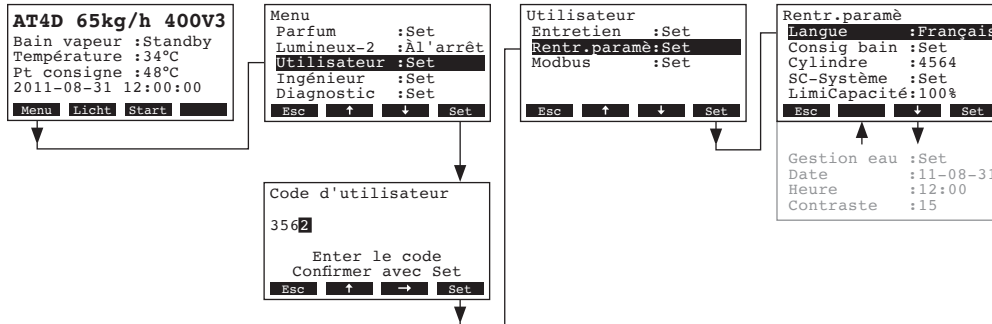 AT4D 65kg/h 400V3
Bain vapeur :Standby
Température :34°C
Pt consigne :48°C
2011-08-31 12:00:00
Menu Licht Start
Menu
Parfum :Set
Lumineux-2 :Àl'arrêt
Utilisateur :Set
Ingénieur :Set
Diagnostic :Set
Esc ↑ ↓ Set
Code d'utilisateur
3562
Enter le code
Confirmer avec Set
Esc ↑ → Set
Utilisateur
Entretien :Set
Rentr.paramè:Set
Modbus :Set
Esc ↑ ↓ Set
Rentr.paramè
Langue :Français
Consig bain :Set
Cylindre :4564
SC-Système :Set
LimiCapacité:100%
Esc ↓ Set
Gestion eau :Set
Date :11-08-31
Heure :12:00
Contraste :15